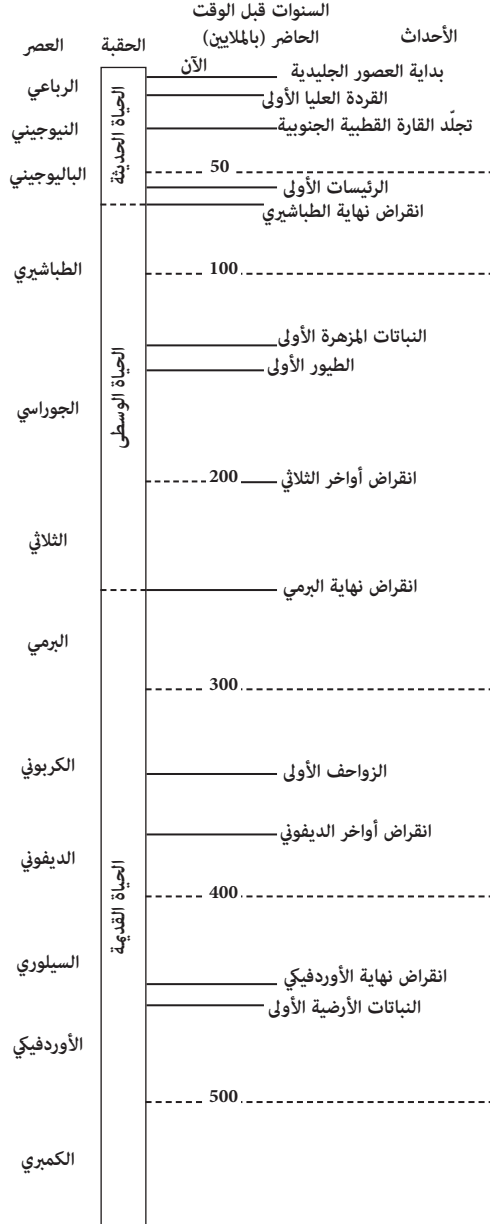 السنوات قبل الوقت
العصر الحقبة الحاضر (بالملايين) الأحداث
الآن
بداية العصور الجليدية
الرباعي
القردة العليا الأولى
تجلّد القارة القطبية الجنوبية
النيوجيني
الحياة الحديثة
50
الباليوجيني
الرئيسات الأولى
انقراض نهاية الطباشيري
الطباشيري
100
النباتات المزهرة الأولى
الطيور الأولى
الحياة الوسطى
الجوراسي
200
انقراض أواخر الثلاثي
الثلاثي
انقراض نهاية البرمي
البرمي
300
الكربوني
الزواحف الأولى
انقراض أواخر الديفوني
الديفوني
400
الحياة القديمة
السيلوري
انقراض نهاية الأوردفيكي
النباتات الأرضية الأولى
الأوردفيكي
500
الكمبري